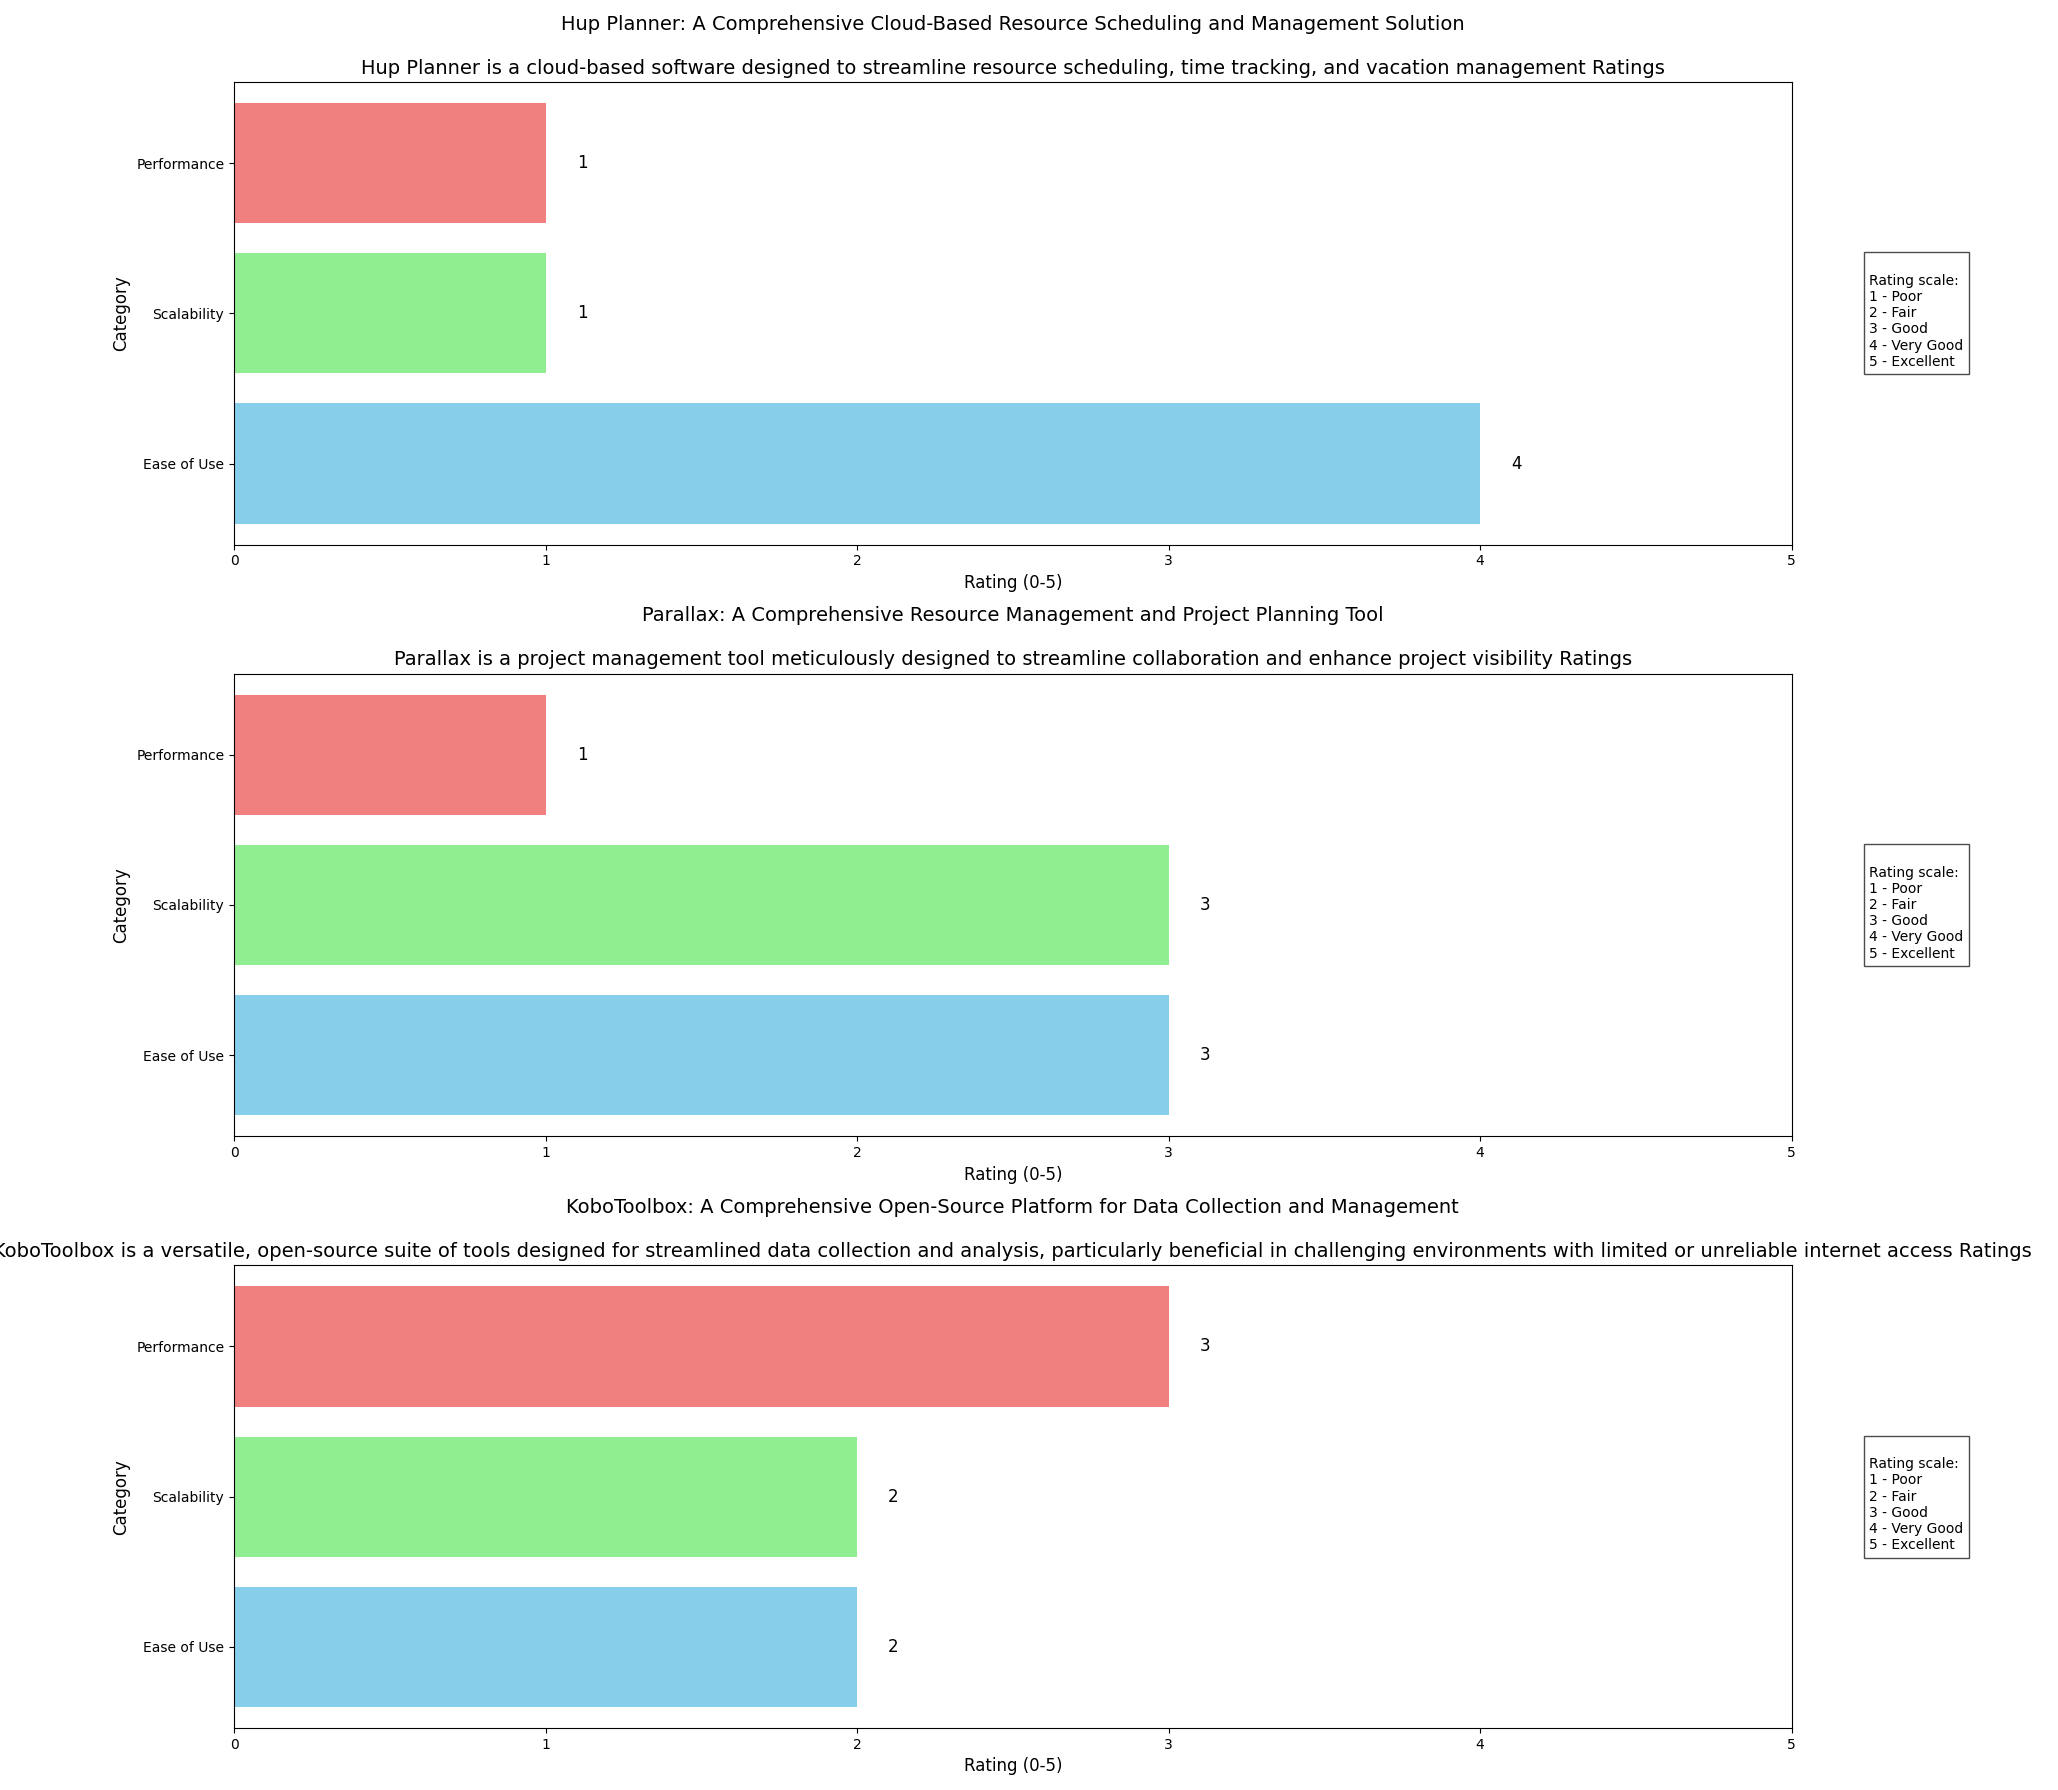 Hup Planner: A Comprehensive Cloud-Based Resource Scheduling and Management Solution
Hup Planner is a cloud-based software designed to streamline resource scheduling, time tracking, and vacation management Ratings
Performance
1
Scalability
1
Ease of Use
4
Category
0 1 2 3 4 5
Rating (0-5)
Rating scale:
1 - Poor
2 - Fair
3 - Good
4 - Very Good
5 - Excellent
Parallax: A Comprehensive Resource Management and Project Planning Tool
Parallax is a project management tool meticulously designed to streamline collaboration and enhance project visibility Ratings
Performance
1
Scalability
3
Ease of Use
3
Category
0 1 2 3 4 5
Rating (0-5)
Rating scale:
1 - Poor
2 - Fair
3 - Good
4 - Very Good
5 - Excellent
KoboToolbox: A Comprehensive Open-Source Platform for Data Collection and Management
KoboToolbox is a versatile, open-source suite of tools designed for streamlined data collection and analysis, particularly beneficial in challenging environments with limited or unreliable internet access Ratings
Performance
3
Scalability
2
Ease of Use
2
Category
0 1 2 3 4 5
Rating (0-5)
Rating scale:
1 - Poor
2 - Fair
3 - Good
4 - Very Good
5 - Excellent